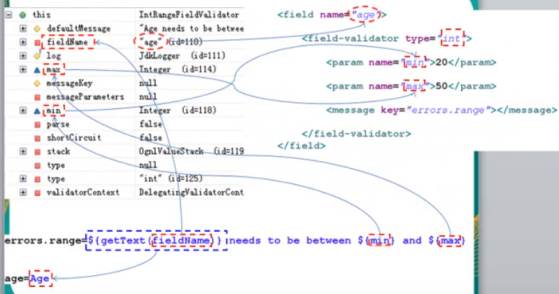 this IntRangeFieldValidator
defaultMessage "Age needs to be betwee
fieldName "age" (id=110)
log JdkLogger (id=111)
max Integer (id=114)
messageKey null
messageParameters null
min Integer (id=118)
parse false
shortCircuit false
stack OgnlValueStack (id=119
type null
type "int" (id=125)
validatorContext DelegatingValidatorCont
<field name="age">
<field-validator type="int">
<param name="min">20</param>
<param name="max">50</param>
<message key="errors.range"></message>
</field-validator>
</field>
errors.range=${getText(fieldName)} needs to be between ${min} and ${max}
age=Age